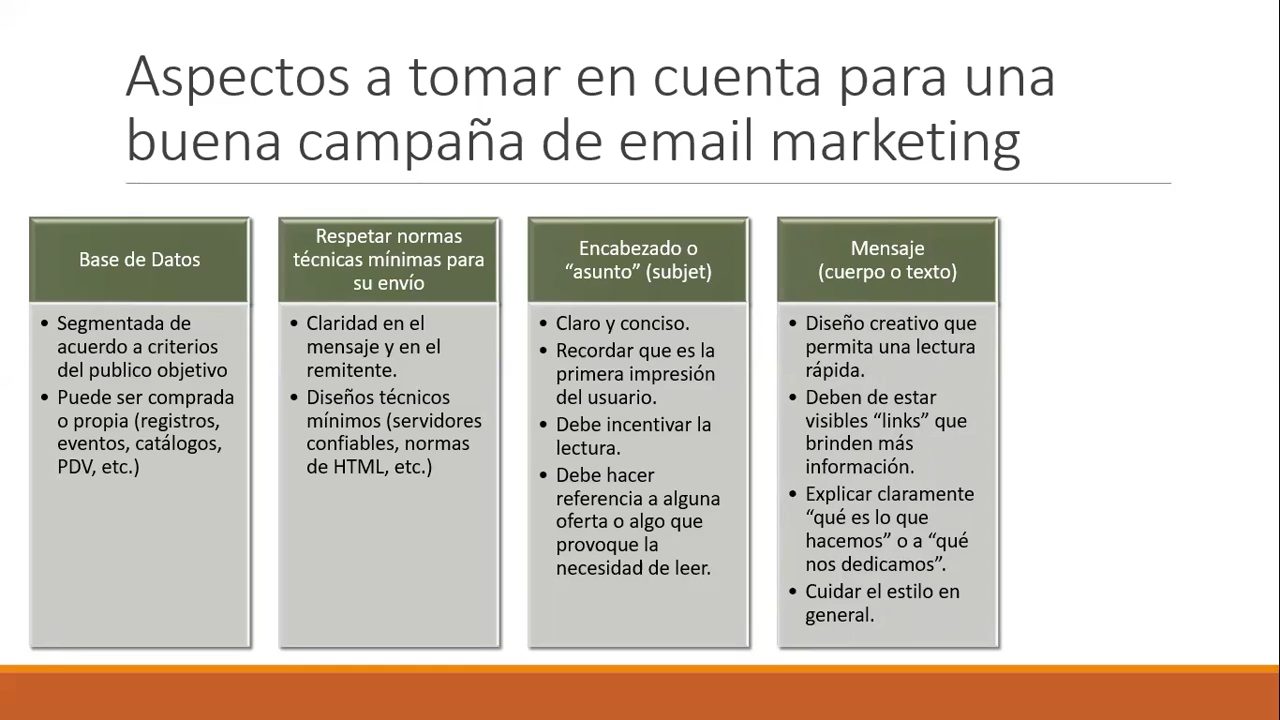 Aspectos a tomar en cuenta para una
buena campaña de email marketing
Base de Datos
• Segmentada de
acuerdo a criterios
del publico objetivo
• Puede ser comprada
o propia (registros,
eventos, catálogos,
PDV, etc.)
Respetar normas
técnicas mínimas para
su envío
• Claridad en el
mensaje y en el
remitente.
• Diseños técnicos
mínimos (servidores
confiables, normas
de HTML, etc.)
Encabezado o
“asunto” (subjet)
• Claro y conciso.
• Recordar que es la
primera impresión
del usuario.
• Debe incentivar la
lectura.
• Debe hacer
referencia a alguna
oferta o algo que
provoque la
necesidad de leer.
Mensaje
(cuerpo o texto)
• Diseño creativo que
permita una lectura
rápida.
• Deben de estar
visibles “links” que
brinden más
información.
• Explicar claramente
“qué es lo que
hacemos” o a “qué
nos dedicamos”.
• Cuidar el estilo en
general.